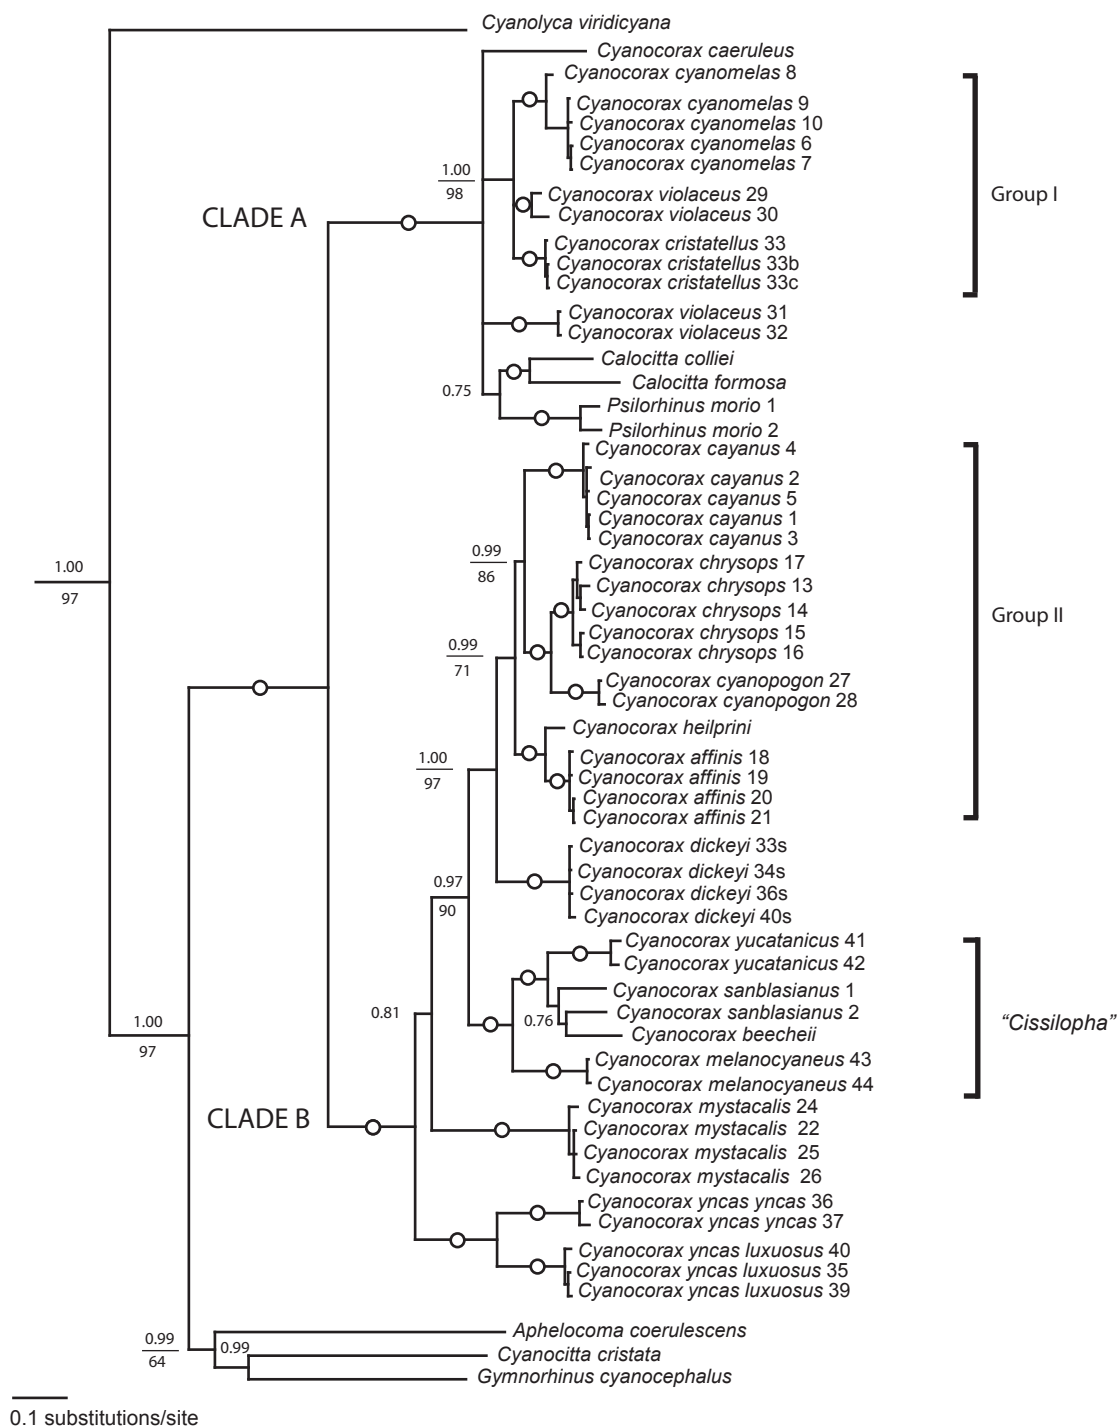 Cyanolyca viridicyana
Cyanocorax caeruleus
Cyanocorax cyanomelas 8
Cyanocorax cyanomelas 9
Cyanocorax cyanomelas 10
Cyanocorax cyanomelas 6
Cyanocorax cyanomelas 7
1.00
98
Group I
Cyanocorax violaceus 29
Cyanocorax violaceus 30
CLADE A
Cyanocorax cristatellus 33
Cyanocorax cristatellus 33b
Cyanocorax cristatellus 33c
Cyanocorax violaceus 31
Cyanocorax violaceus 32
Calocitta colliei
Calocitta formosa
0.75
Psilorhinus morio 1
Psilorhinus morio 2
Cyanocorax cayanus 4
Cyanocorax cayanus 2
Cyanocorax cayanus 5
Cyanocorax cayanus 1
Cyanocorax cayanus 3
0.99
86
Cyanocorax chrysops 17
Cyanocorax chrysops 13
Cyanocorax chrysops 14
Cyanocorax chrysops 15
Cyanocorax chrysops 16
1.00
97
Group II
0.99
71
Cyanocorax cyanopogon 27
Cyanocorax cyanopogon 28
Cyanocorax heilprini
Cyanocorax affinis 18
Cyanocorax affinis 19
Cyanocorax affinis 20
Cyanocorax affinis 21
1.00
97
Cyanocorax dickeyi 33s
Cyanocorax dickeyi 34s
Cyanocorax dickeyi 36s
Cyanocorax dickeyi 40s
0.97
90
Cyanocorax yucatanicus 41
Cyanocorax yucatanicus 42
Cyanocorax sanblasianus 1
Cyanocorax sanblasianus 2
Cyanocorax beecheii
0.81
0.76
1.00
97
"Cissilopha"
Cyanocorax melanocyaneus 43
Cyanocorax melanocyaneus 44
CLADE B
Cyanocorax mystacalis 24
Cyanocorax mystacalis 22
Cyanocorax mystacalis 25
Cyanocorax mystacalis 26
Cyanocorax yncas yncas 36
Cyanocorax yncas yncas 37
Cyanocorax yncas luxuosus 40
Cyanocorax yncas luxuosus 35
Cyanocorax yncas luxuosus 39
Aphelocoma coerulescens
0.99
64
0.99
Cyanocitta cristata
Gymnorhinus cyanocephalus
0.1 substitutions/site